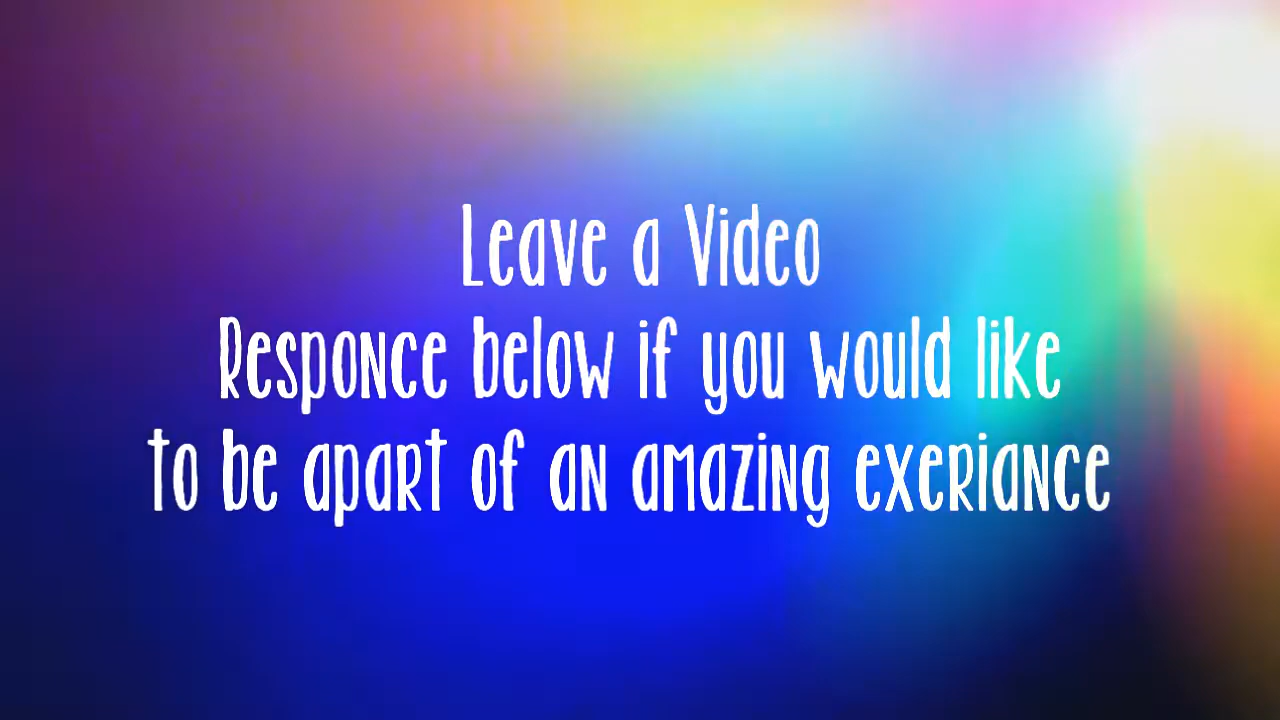 Leave a Video
Responce below if you would like
to be apart of an amazing exeriance